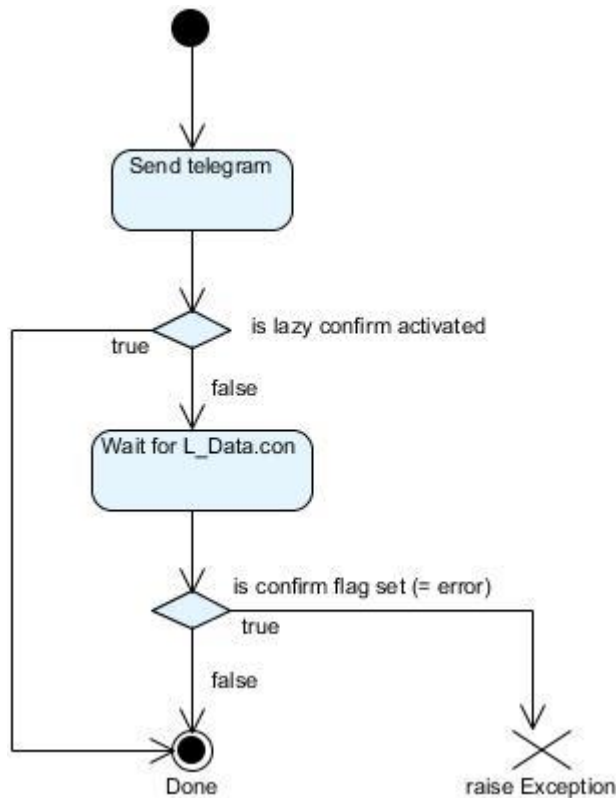 Send telegram
is lazy confirm activated
true
false
Wait for L_Data.con
is confirm flag set (= error)
true
false
Done
raise Exception